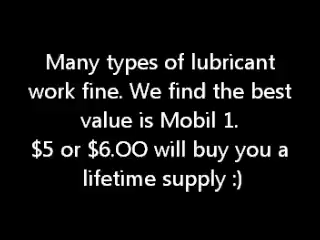 Many types of lubricant
work fine. We find the best
value is Mobil 1.
$5 or $6.OO will buy you a
lifetime supply :)